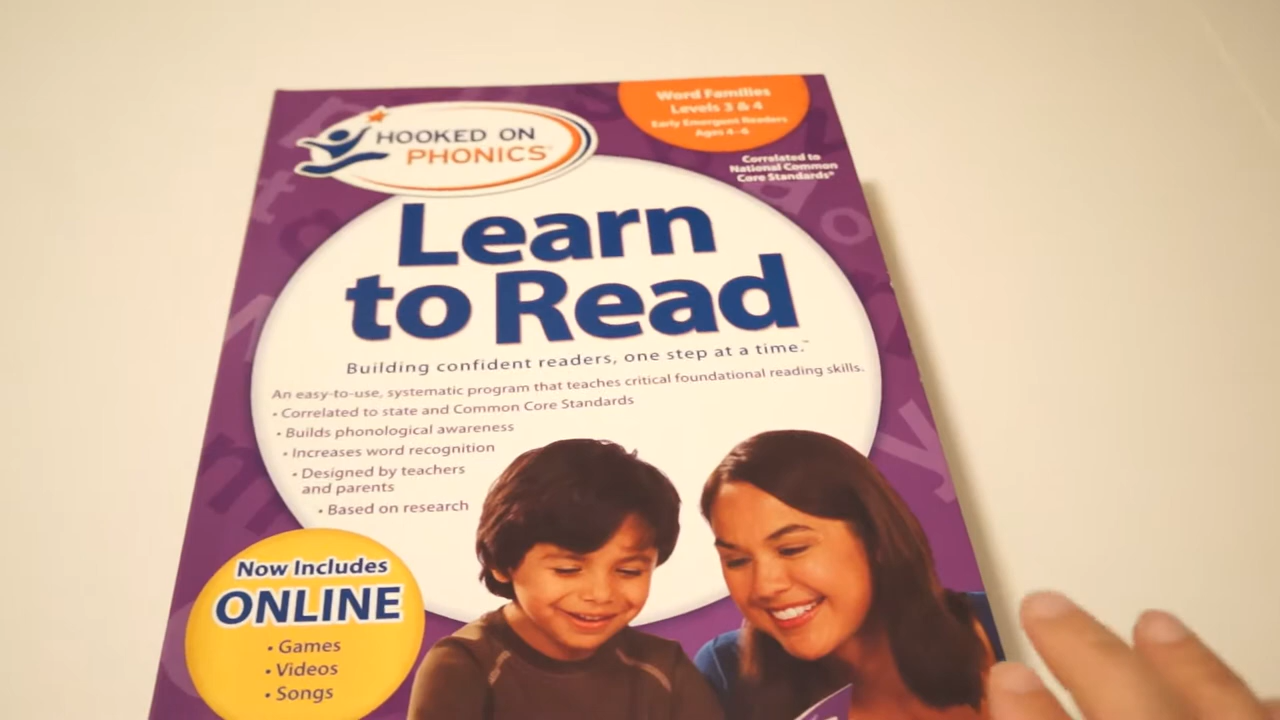 HOOKED ON
PHONICS
Word Families
Levels 3 & 4
Early Emergent Readers
Ages 4-6
Correlated to
National Common
Core Standards*
Learn
to Read
Building confident readers, one step at a time.™
An easy-to-use, systematic program that teaches critical foundational reading skills.
• Correlated to state and Common Core Standards
• Builds phonological awareness
• Increases word recognition
• Designed by teachers
and parents
• Based on research
Now Includes
ONLINE
• Games
• Videos
• Songs